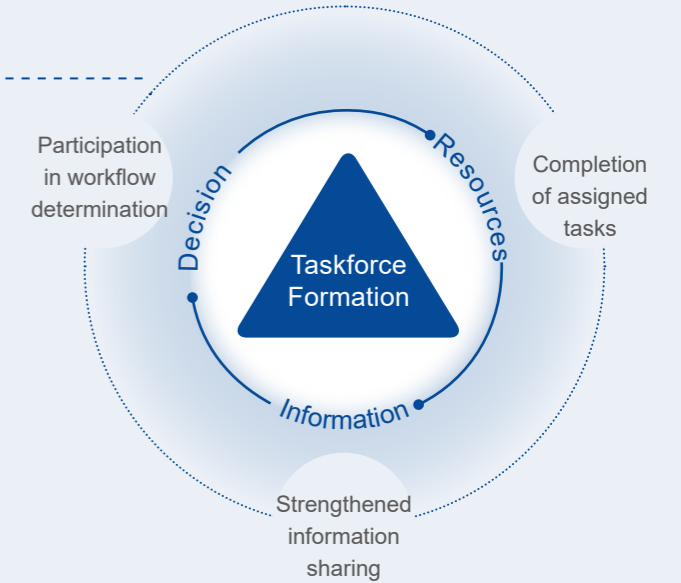 Participation
in workflow
determination
Decision
Resources
Completion
of assigned
tasks
Taskforce
Formation
Information
Strengthened
information
sharing